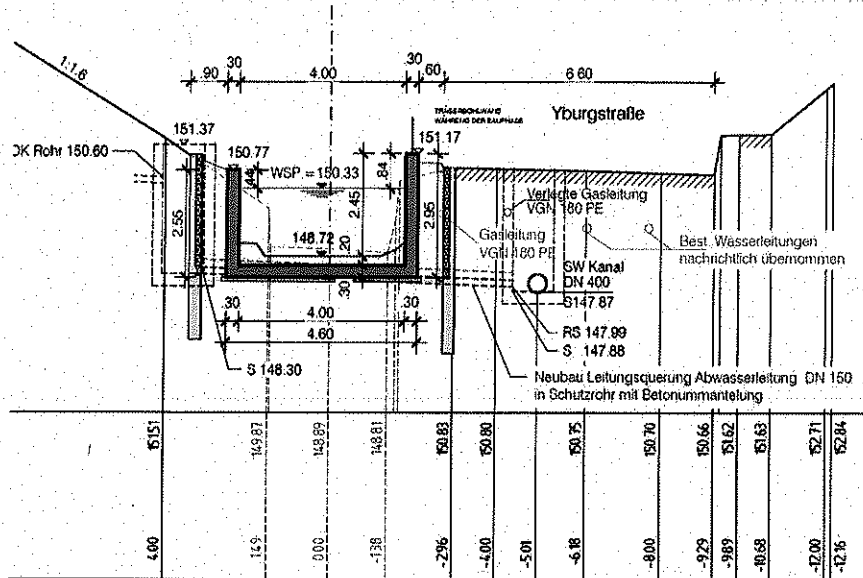 1:1.6
.90
30
4.00
30
.60
6.60
TRÄGERBOHLWAND
WÄHREND DER BAUPHASE
Yburgstraße
151.37
151.17
OK Rohr 150.60
150.77
WSP = 150.33
.44
.84
2.45
2.55
2.95
148.72
.20
.30
Verlegte Gasleitung
VGN 180 PE
Gasleitung
VGN 180 PE
Best. Wasserleitungen
nachrichtlich übernommen
SW Kanal
DN 400
S147.87
.30
4.00
.30
4.60
RS 147.99
S 147.88
S 148.30
Neubau Leitungsquerung Abwasserleitung DN 150
in Schutzrohr mit Betonummantelung
151.51
149.87
148.89
148.81
150.83
150.80
150.75
150.70
150.66
151.62
151.63
152.71
152.84
4.00
1.49
0.00
-1.38
-2.96
-4.00
-5.01
-6.18
-8.00
-9.29
-9.89
-10.68
-12.00
-12.16